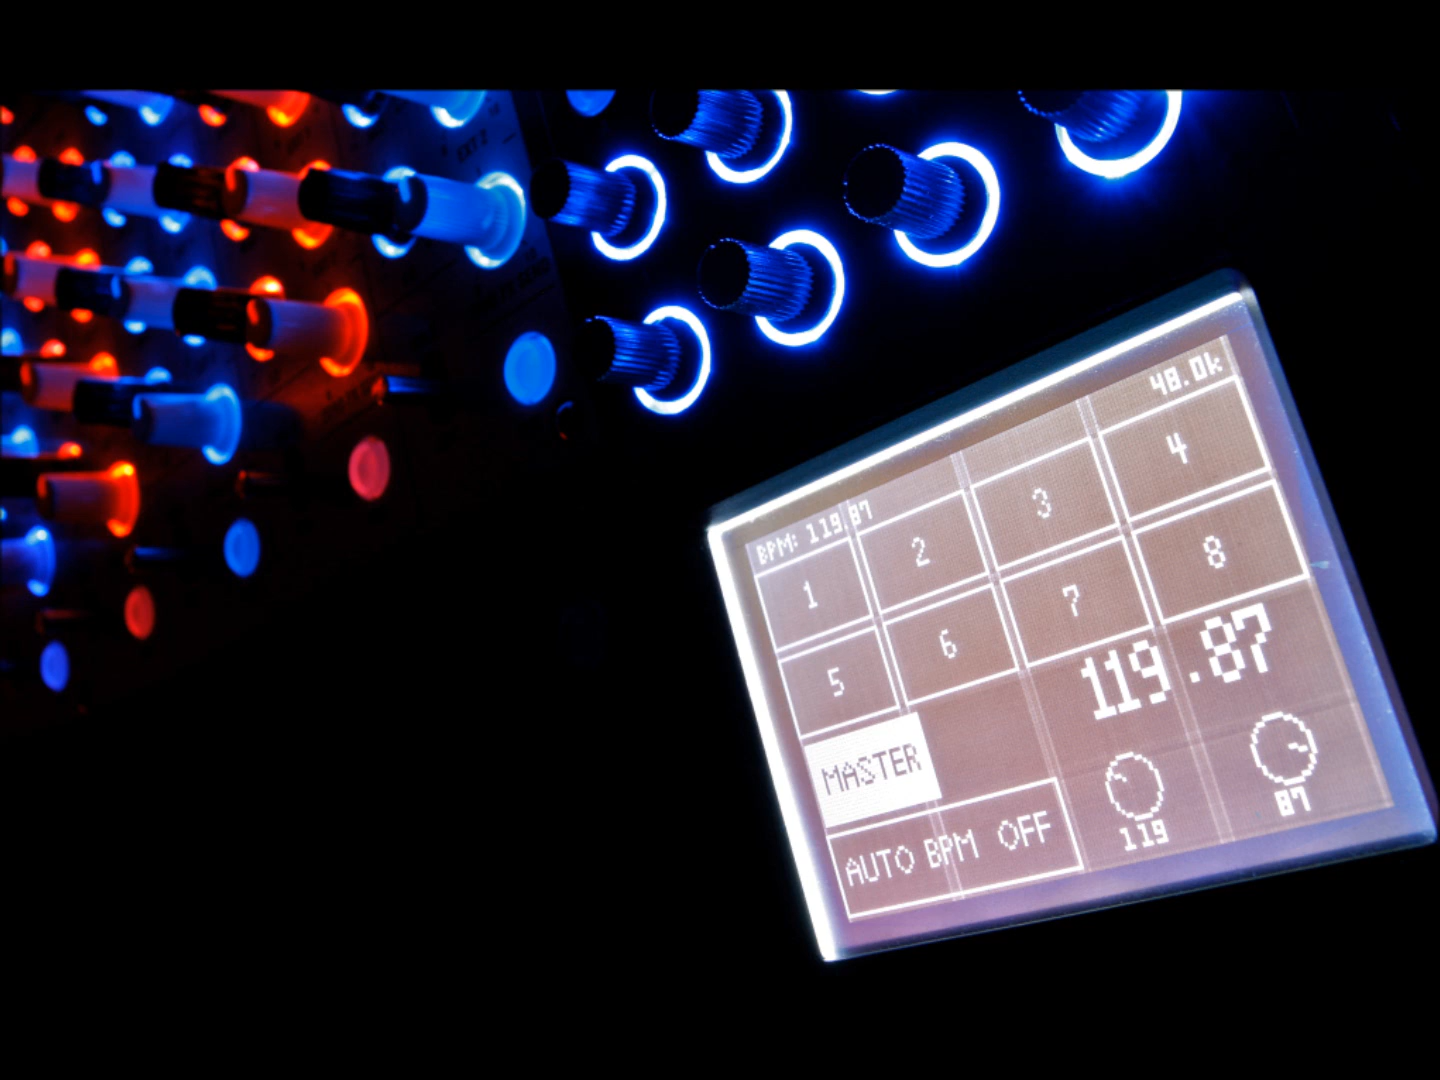 48.0k
BPM: 119.87
1 2 3 4
5 6 7 8
119.87
MASTER
AUTO BPM OFF
119
87